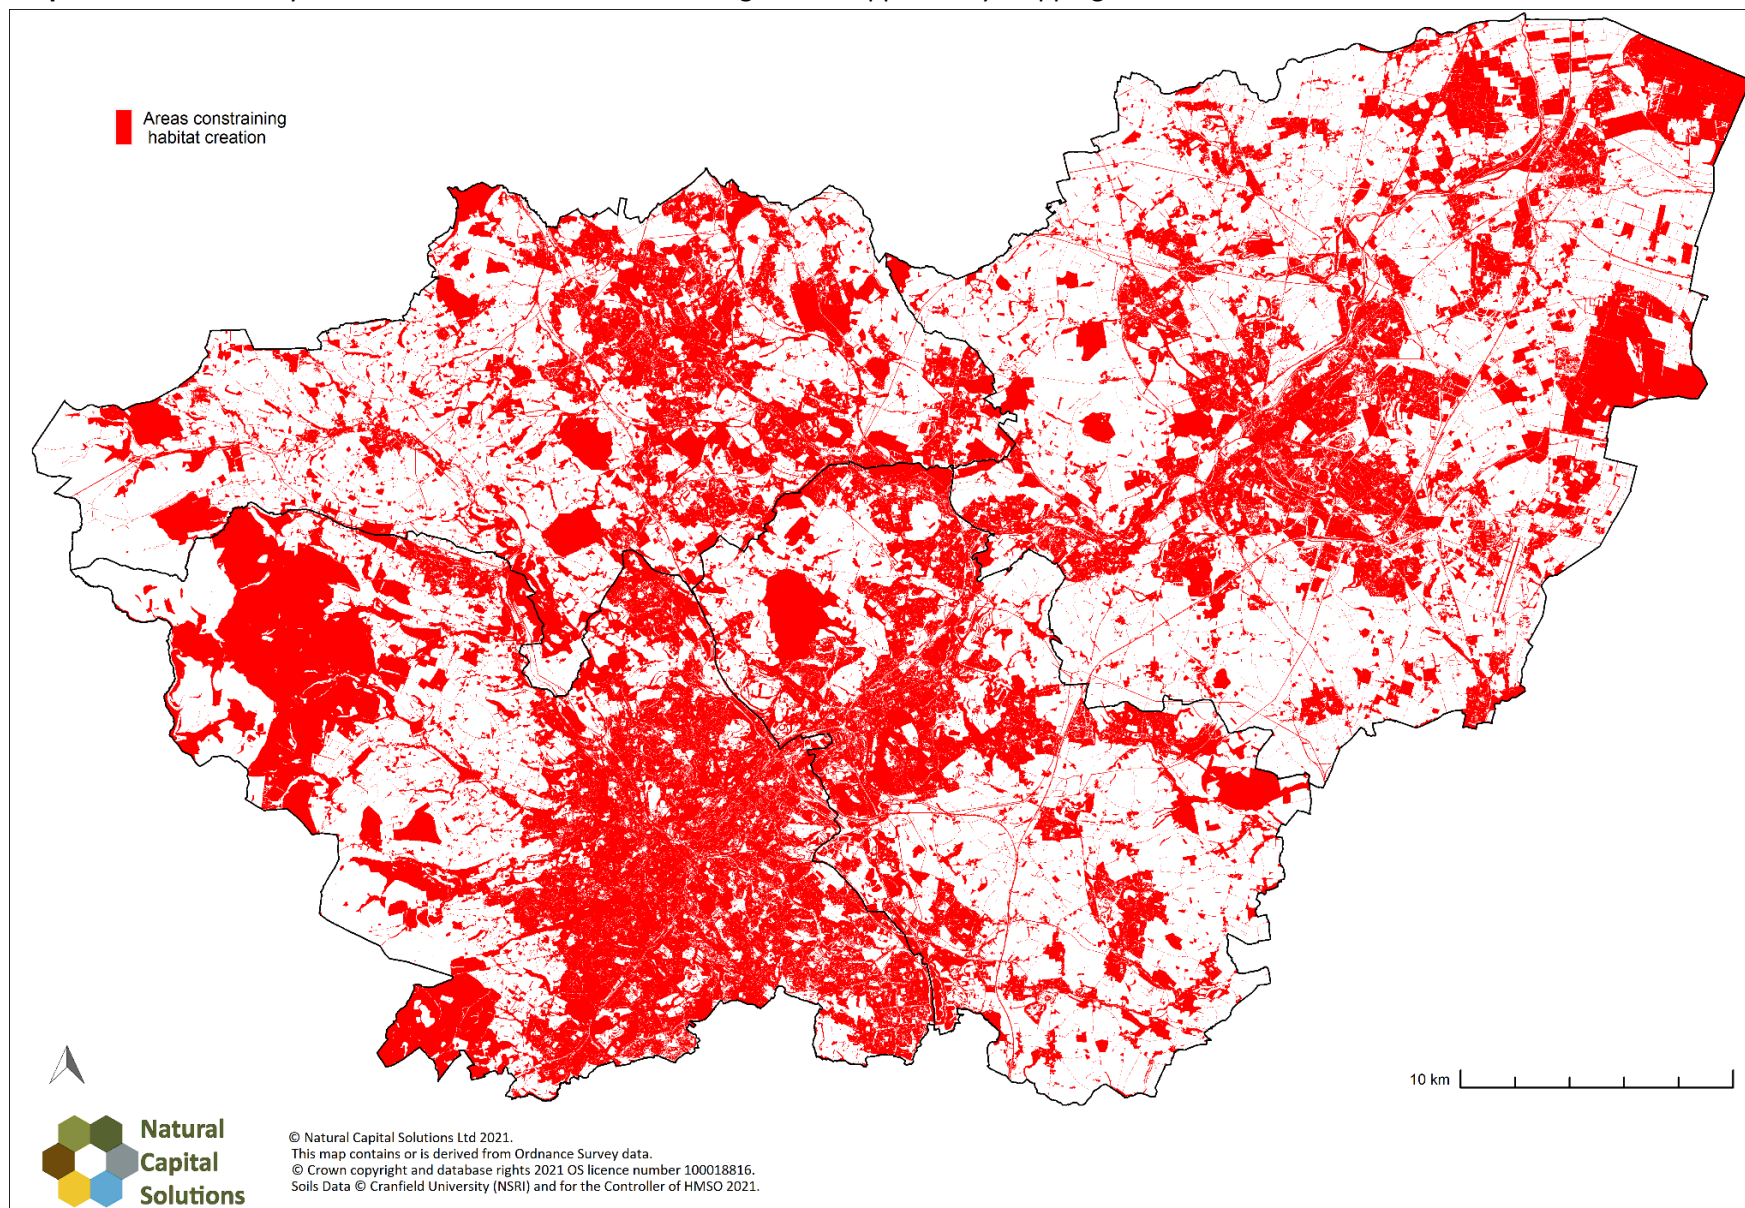 Areas constraining
habitat creation
10 km
Natural
Capital
Solutions
© Natural Capital Solutions Ltd 2021.
This map contains or is derived from Ordnance Survey data.
© Crown copyright and database rights 2021 OS licence number 100018816.
Soils Data © Cranfield University (NSRI) and for the Controller of HMSO 2021.